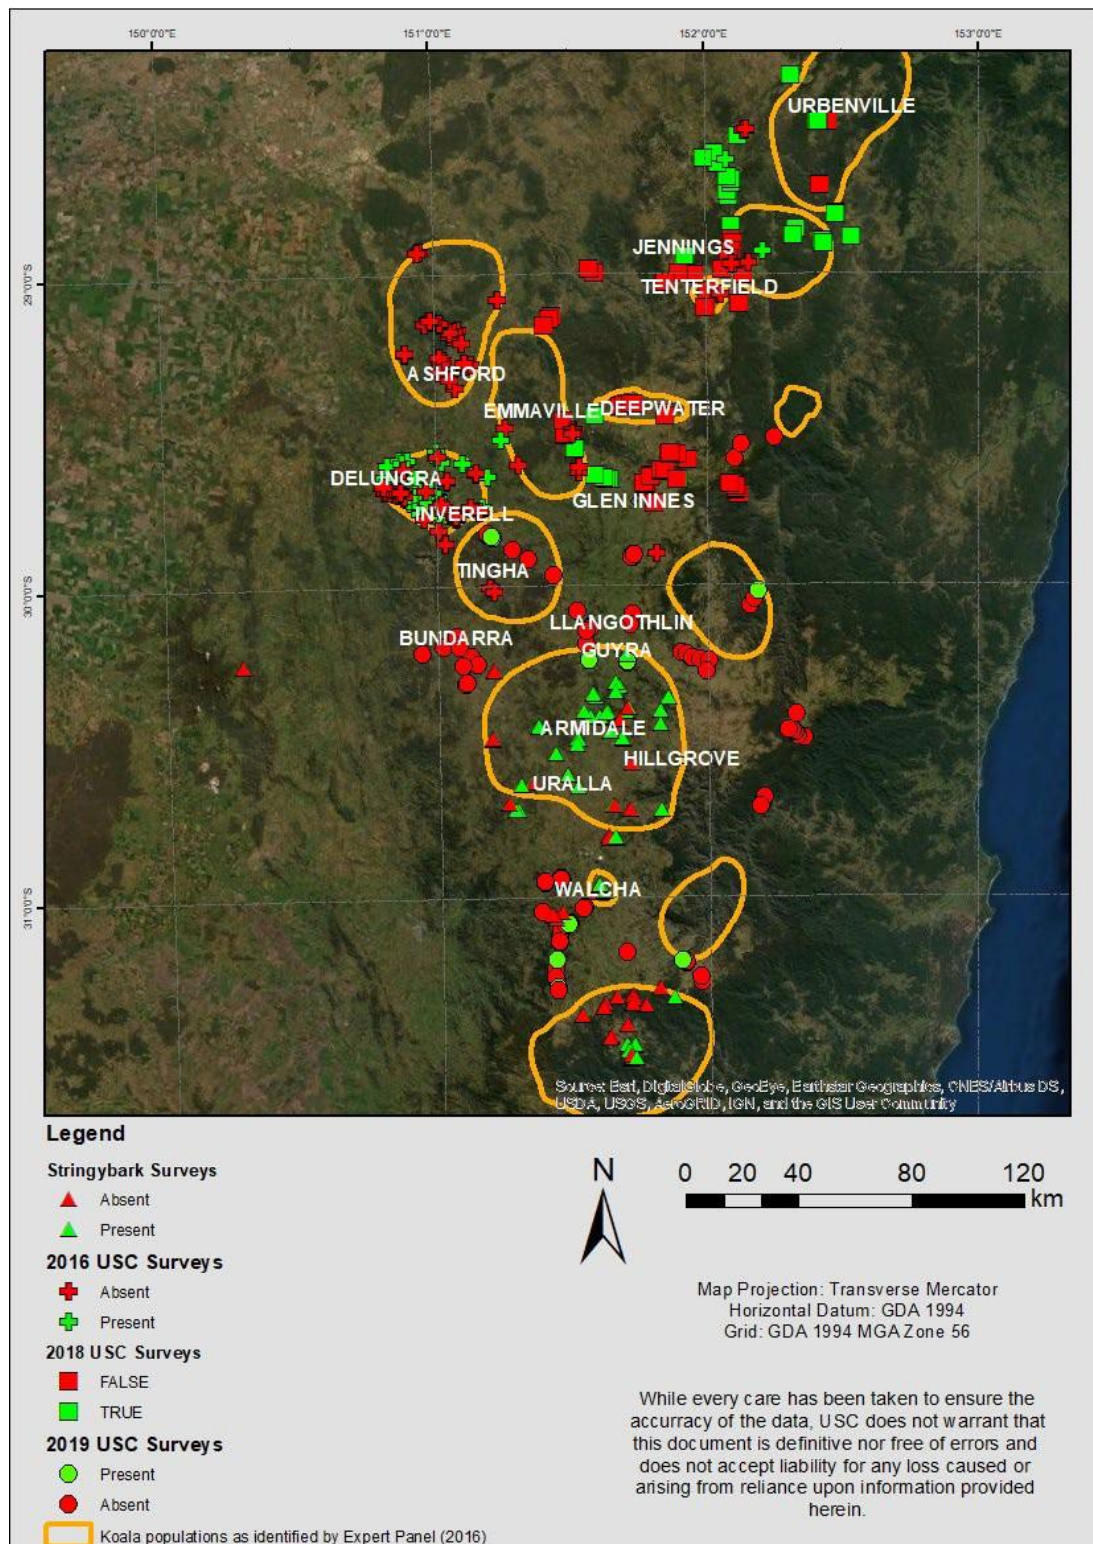 150°0'0"E 151°0'0"E 152°0'0"E 153°0'0"E
29°0'0"S
30°0'0"S
31°0'0"S
URBENVILLE
JENNINGS
TENTERFIELD
ASHFORD
EMMAVILLE
DEEPWATER
DELUNGRA
GLEN INNES
INVERELL
TINGHA
LLANGOTHLIN
BUNDARRA
GUYRA
ARMIDALE
HILLGROVE
URALLA
WALCHA
Source: Esri, DigitalGlobe, GeoEye, Earthstar Geographics, CNES/Airbus DS,
USDA, USGS, AeroGRID, IGN, and the GIS User Community
Legend
Stringybark Surveys
Absent
Present
2016 USC Surveys
Absent
Present
2018 USC Surveys
FALSE
TRUE
2019 USC Surveys
Present
Absent
Koala populations as identified by Expert Panel (2016)
N
0 20 40 80 120
km
Map Projection: Transverse Mercator
Horizontal Datum: GDA 1994
Grid: GDA 1994 MGA Zone 56
While every care has been taken to ensure the
accurracy of the data, USC does not warrant that
this document is definitive nor free of errors and
does not accept liability for any loss caused or
arising from reliance upon information provided
herein.